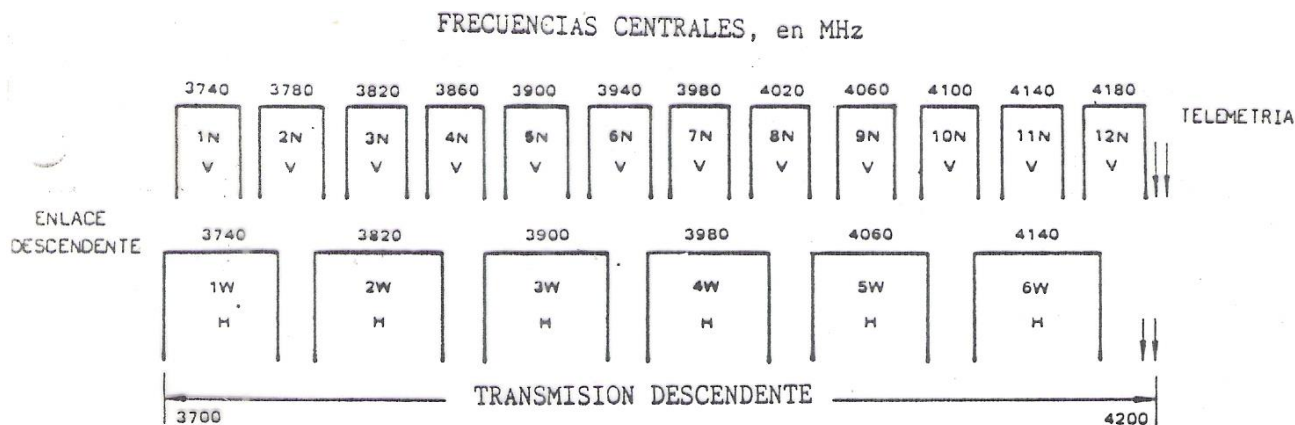 FRECUENCIAS CENTRALES, en MHz
3740 3780 3820 3860 3900 3940 3980 4020 4060 4100 4140 4180
TELEMETRIA
1N 2N 3N 4N 5N 6N 7N 8N 9N 10N 11N 12N
V V V V V V V V V V V V
ENLACE
DESCENDENTE
3740 3820 3900 3980 4060 4140
1W 2W 3W 4W 5W 6W
H H H H H H
TRANSMISION DESCENDENTE
3700 4200